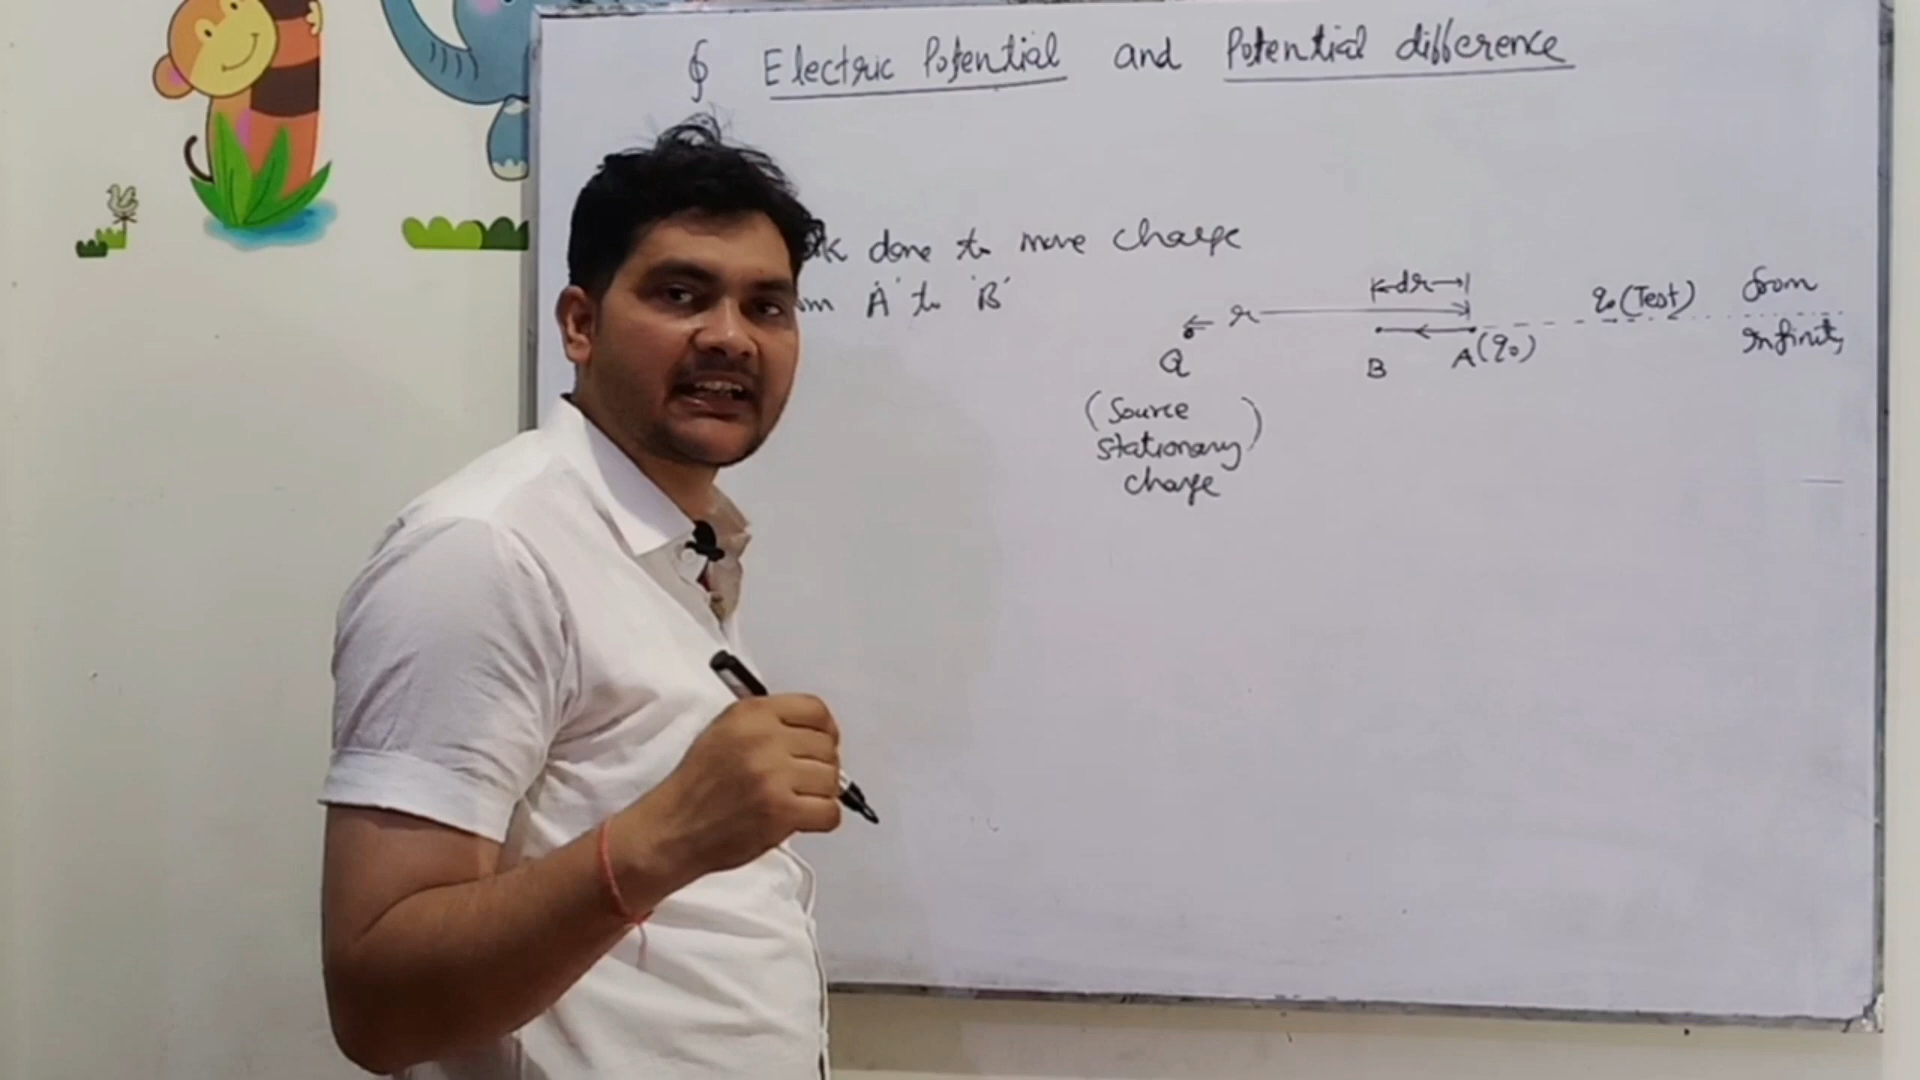 ∮ Electric Potential and Potential difference
done to move charge
A' to 'B'
dr
q₀(Test) from
infinity
r
Q B A(q₀)
(Source
stationary)
charge